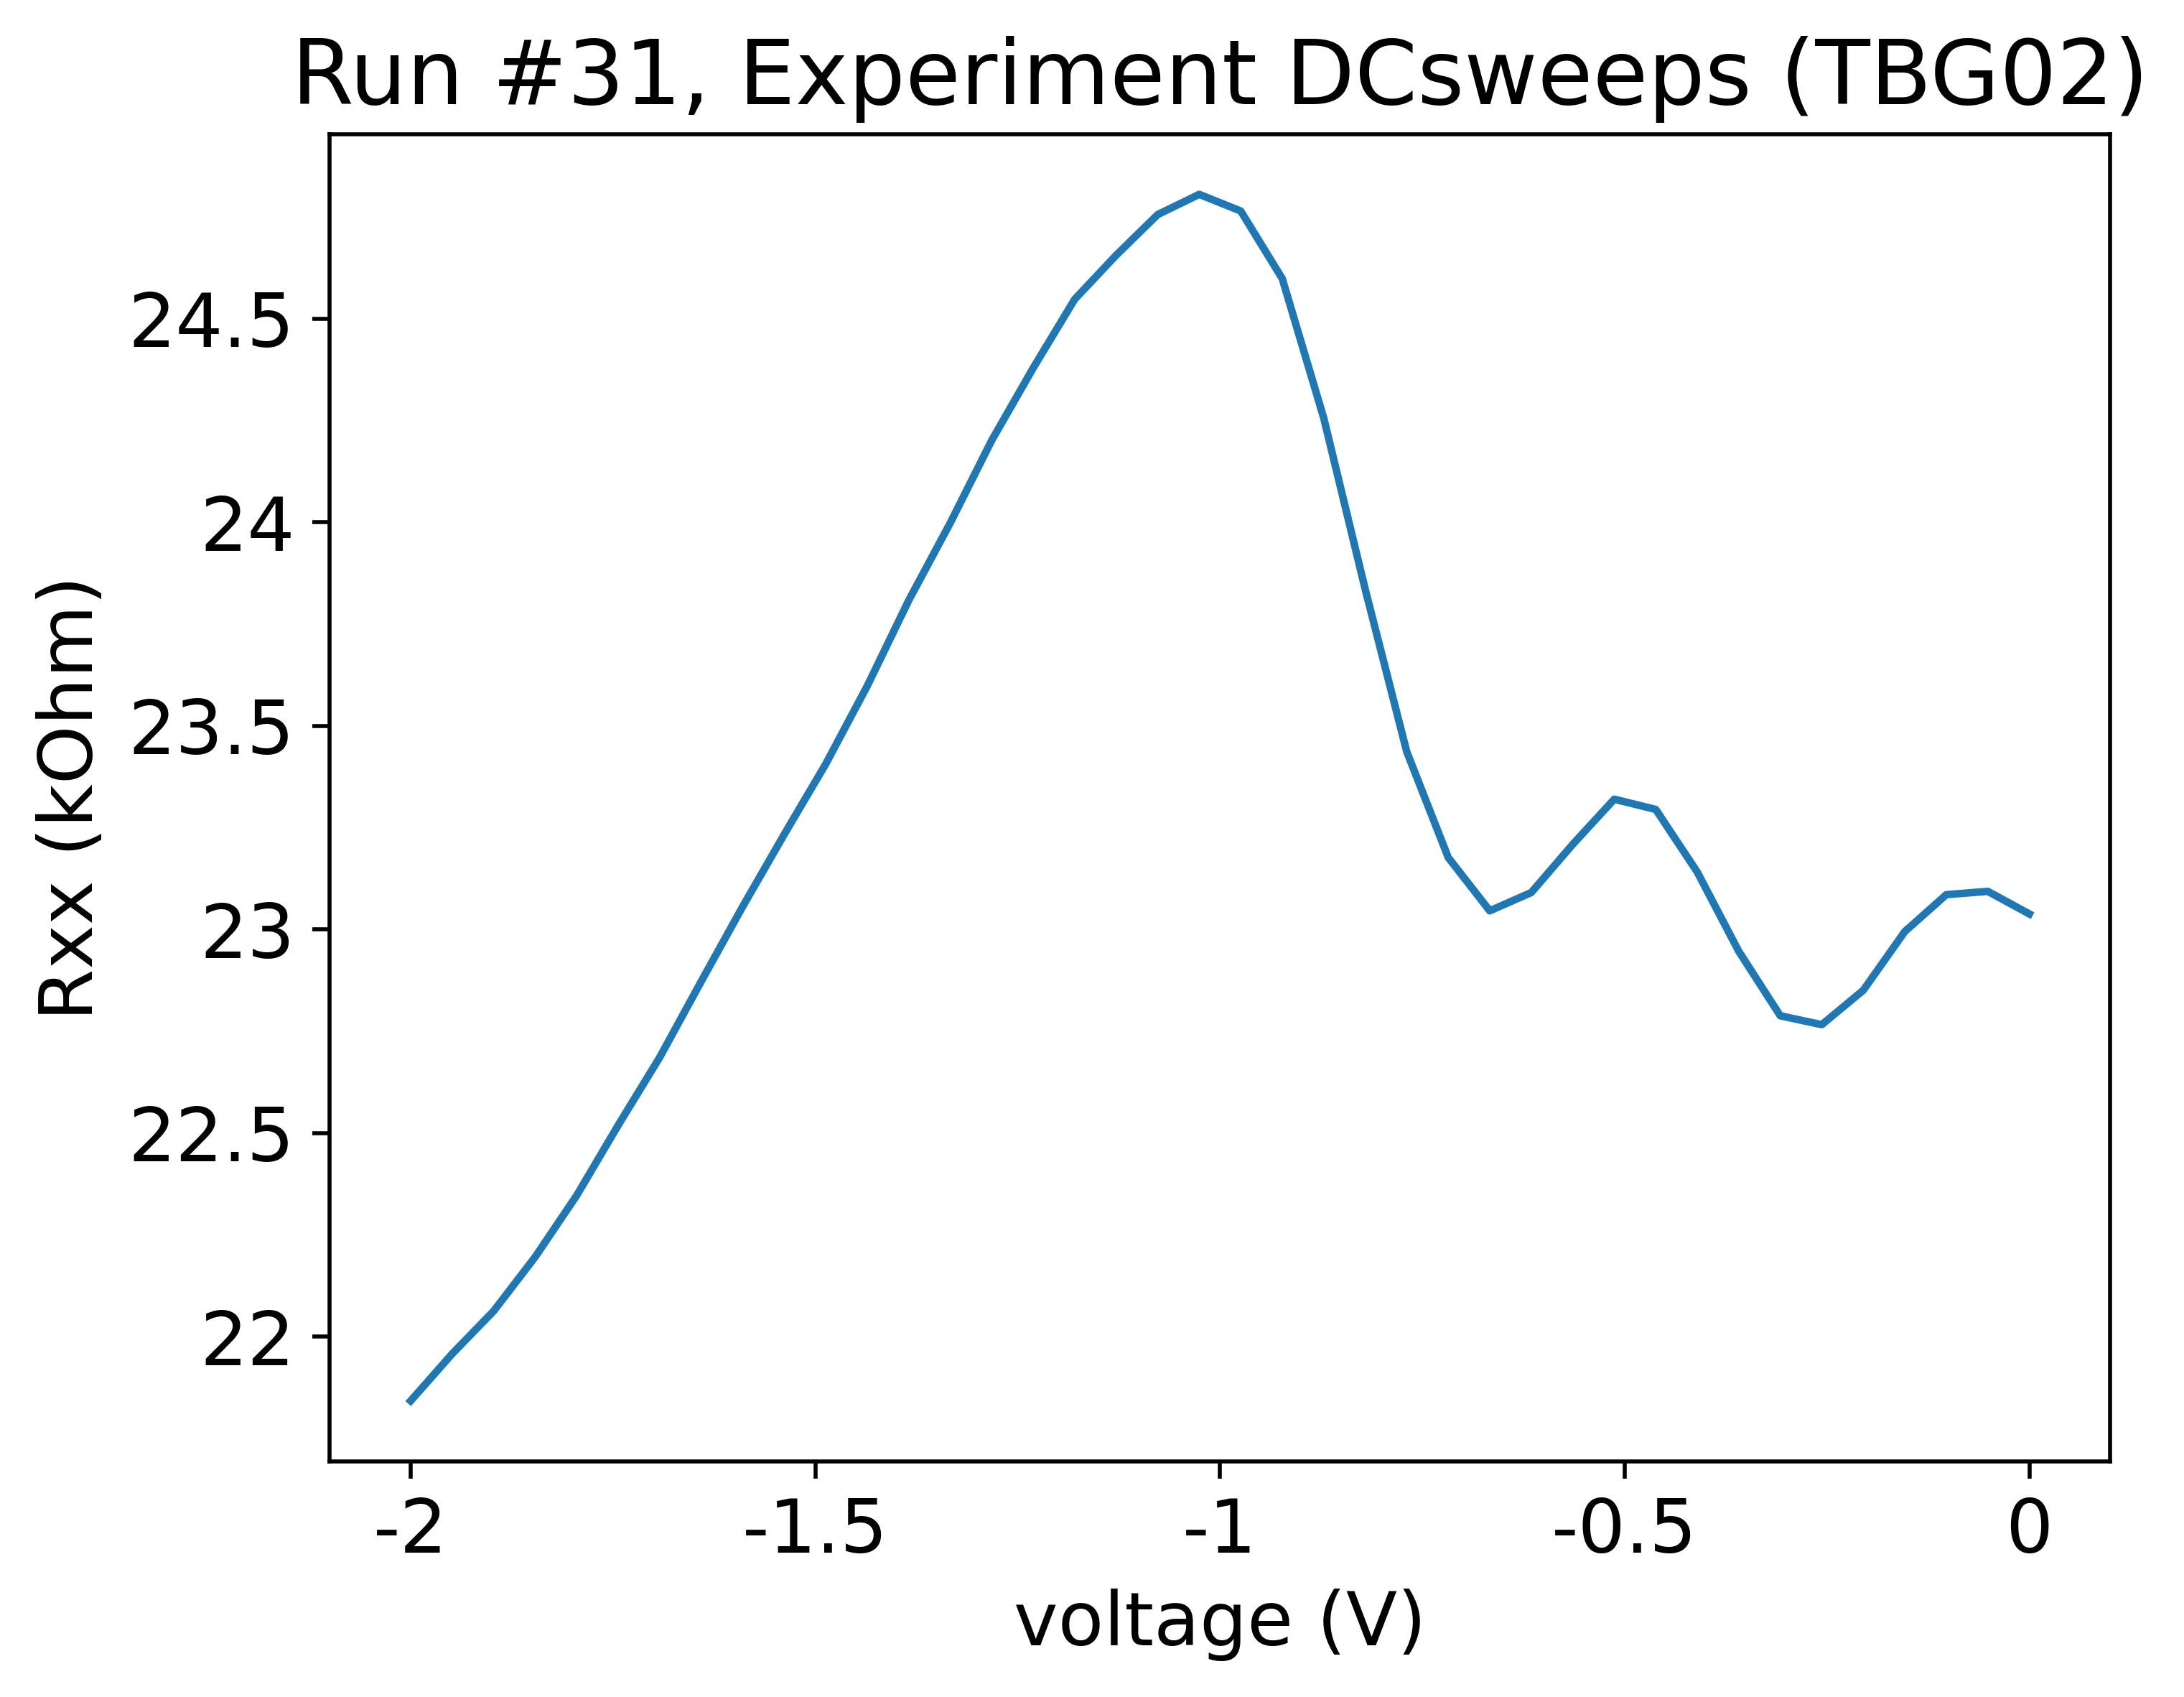 Run #31, Experiment DCsweeps (TBG02)
Rxx (kOhm)
24.5
24
23.5
23
22.5
22
-2 -1.5 -1 -0.5 0
voltage (V)